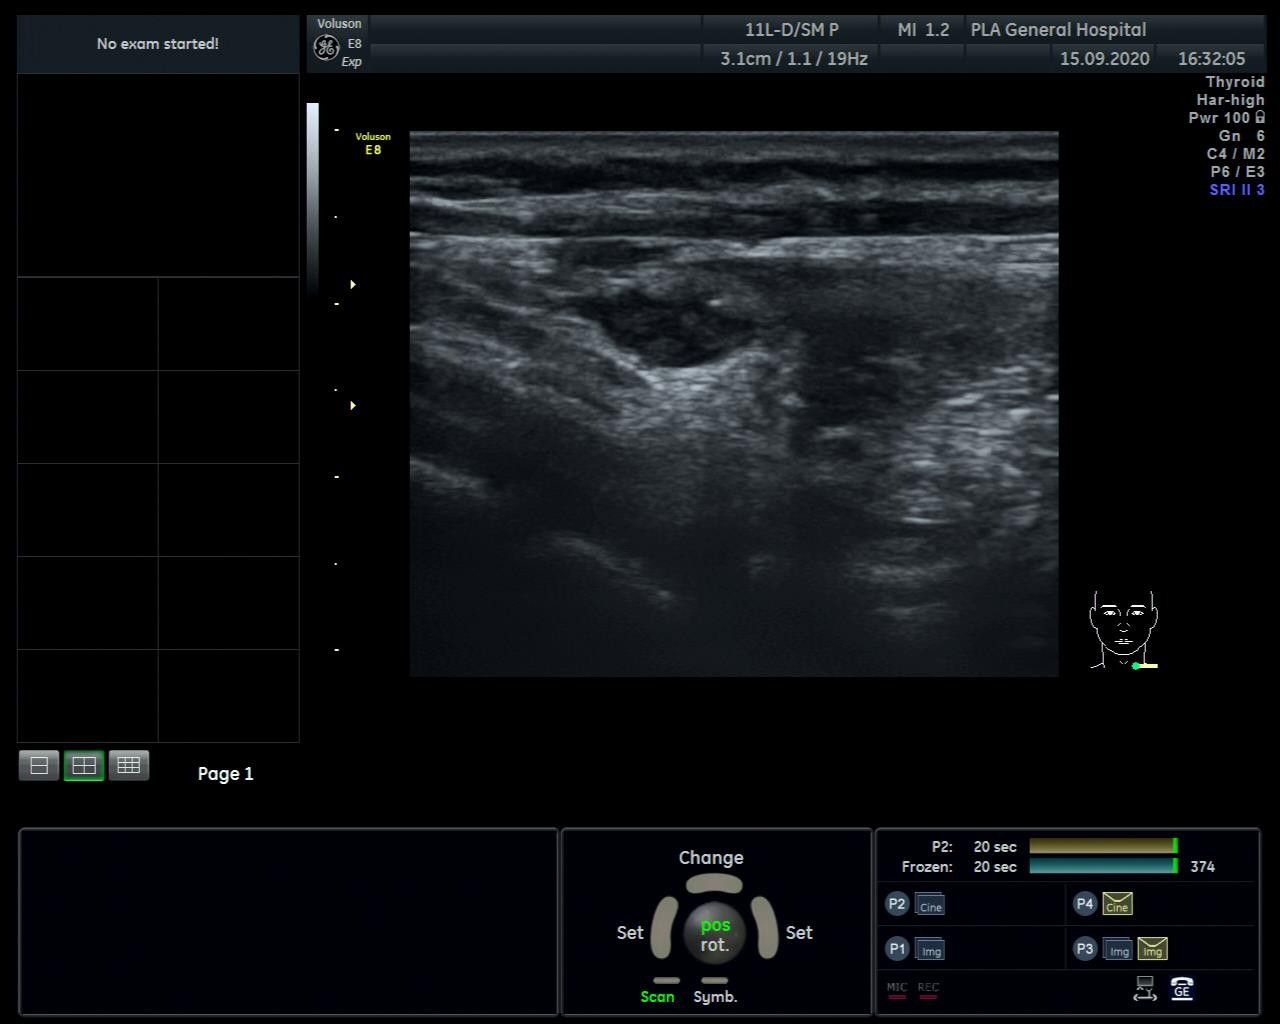 No exam started!
Voluson
E8
Exp
11L-D/SM P
MI 1.2
PLA General Hospital
3.1cm / 1.1 / 19Hz
15.09.2020
16:32:05
Thyroid
Har-high
Pwr 100
Gn 6
C4 / M2
P6 / E3
SRI II 3
Voluson
E8
Page 1
Change
Set
pos
rot.
Set
Scan
Symb.
P2: 20 sec
Frozen: 20 sec 374
P2 Cine
P4 Cine
P1 Img
P3 Img Img
MIC REC
GE